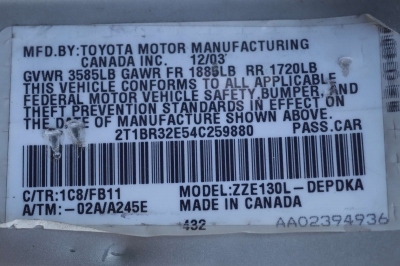 MFD.BY:TOYOTA MOTOR MANUFACTURING
CANADA INC. 12/03
GVWR 3585LB GAWR FR 1885LB RR 1720LB
THIS VEHICLE CONFORMS TO ALL APPLICABLE
FEDERAL MOTOR VEHICLE SAFETY,BUMPER, AND
THEFT PREVENTION STANDARDS IN EFFECT ON
THE DATE OF MANUFACTURE SHOWN ABOVE.
2T1BR32E54C259880 PASS.CAR
C/TR:1C8/FB11 MODEL:ZZE130L-DEPDKA
A/TM:-02A/A245E MADE IN CANADA
432 AA02394936